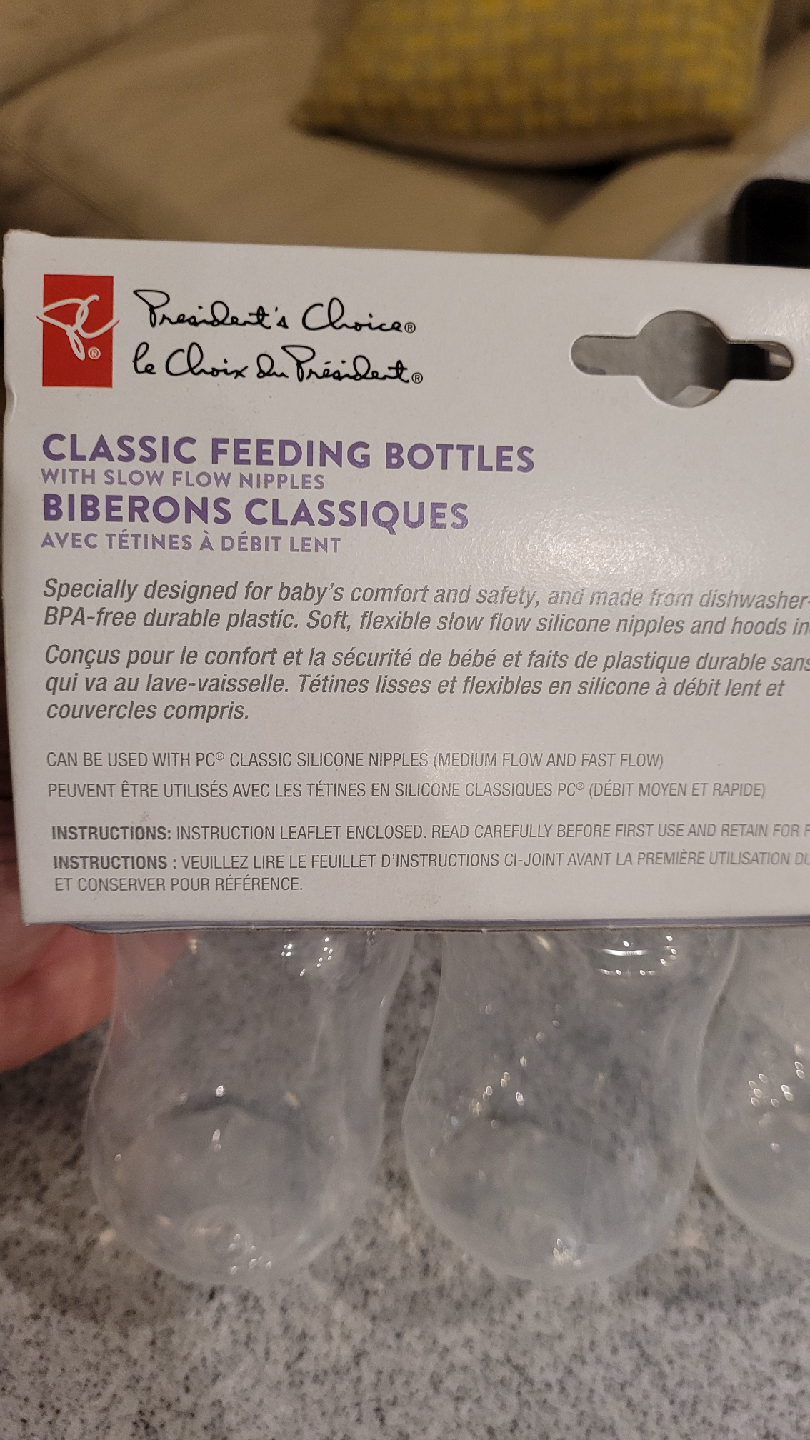 President's Choice®
le Choix du Président®
CLASSIC FEEDING BOTTLES
WITH SLOW FLOW NIPPLES
BIBERONS CLASSIQUES
AVEC TÉTINES À DÉBIT LENT
Specially designed for baby's comfort and safety, and made from dishwasher-
BPA-free durable plastic. Soft, flexible slow flow silicone nipples and hoods
Conçus pour le confort et la sécurité de bébé et faits de plastique durable sans
qui va au lave-vaisselle. Tétines lisses et flexibles en silicone à débit lent et
couvercles compris.
CAN BE USED WITH PC® CLASSIC SILICONE NIPPLES (MEDIUM FLOW AND FAST FLOW)
PEUVENT ÊTRE UTILISÉS AVEC LES TÉTINES EN SILICONE CLASSIQUES PC® (DÉBIT MOYEN ET RAPIDE)
INSTRUCTIONS: INSTRUCTION LEAFLET ENCLOSED. READ CAREFULLY BEFORE FIRST USE AND RETAIN FOR
INSTRUCTIONS : VEUILLEZ LIRE LE FEUILLET D'INSTRUCTIONS CI-JOINT AVANT LA PREMIÈRE UTILISATION
ET CONSERVER POUR RÉFÉRENCE.